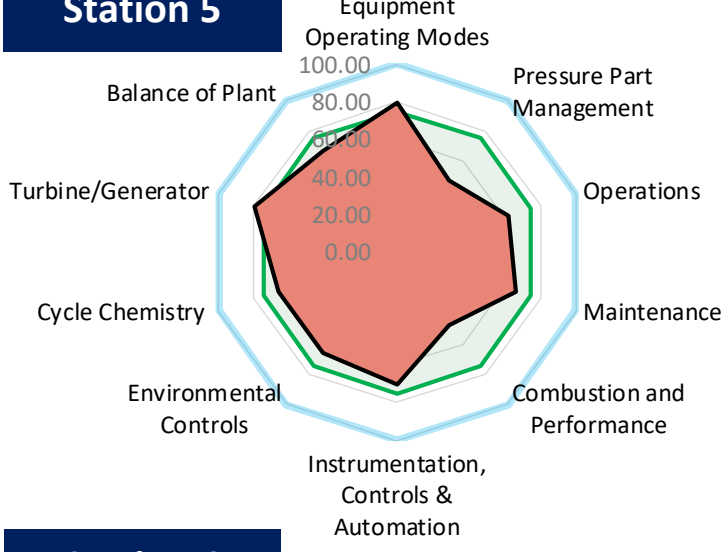 Station 5
Equipment
Operating Modes
100.00
80.00
60.00
40.00
20.00
0.00
Pressure Part
Management
Operations
Maintenance
Combustion and
Performance
Instrumentation,
Controls &
Automation
Environmental
Controls
Cycle Chemistry
Turbine/Generator
Balance of Plant